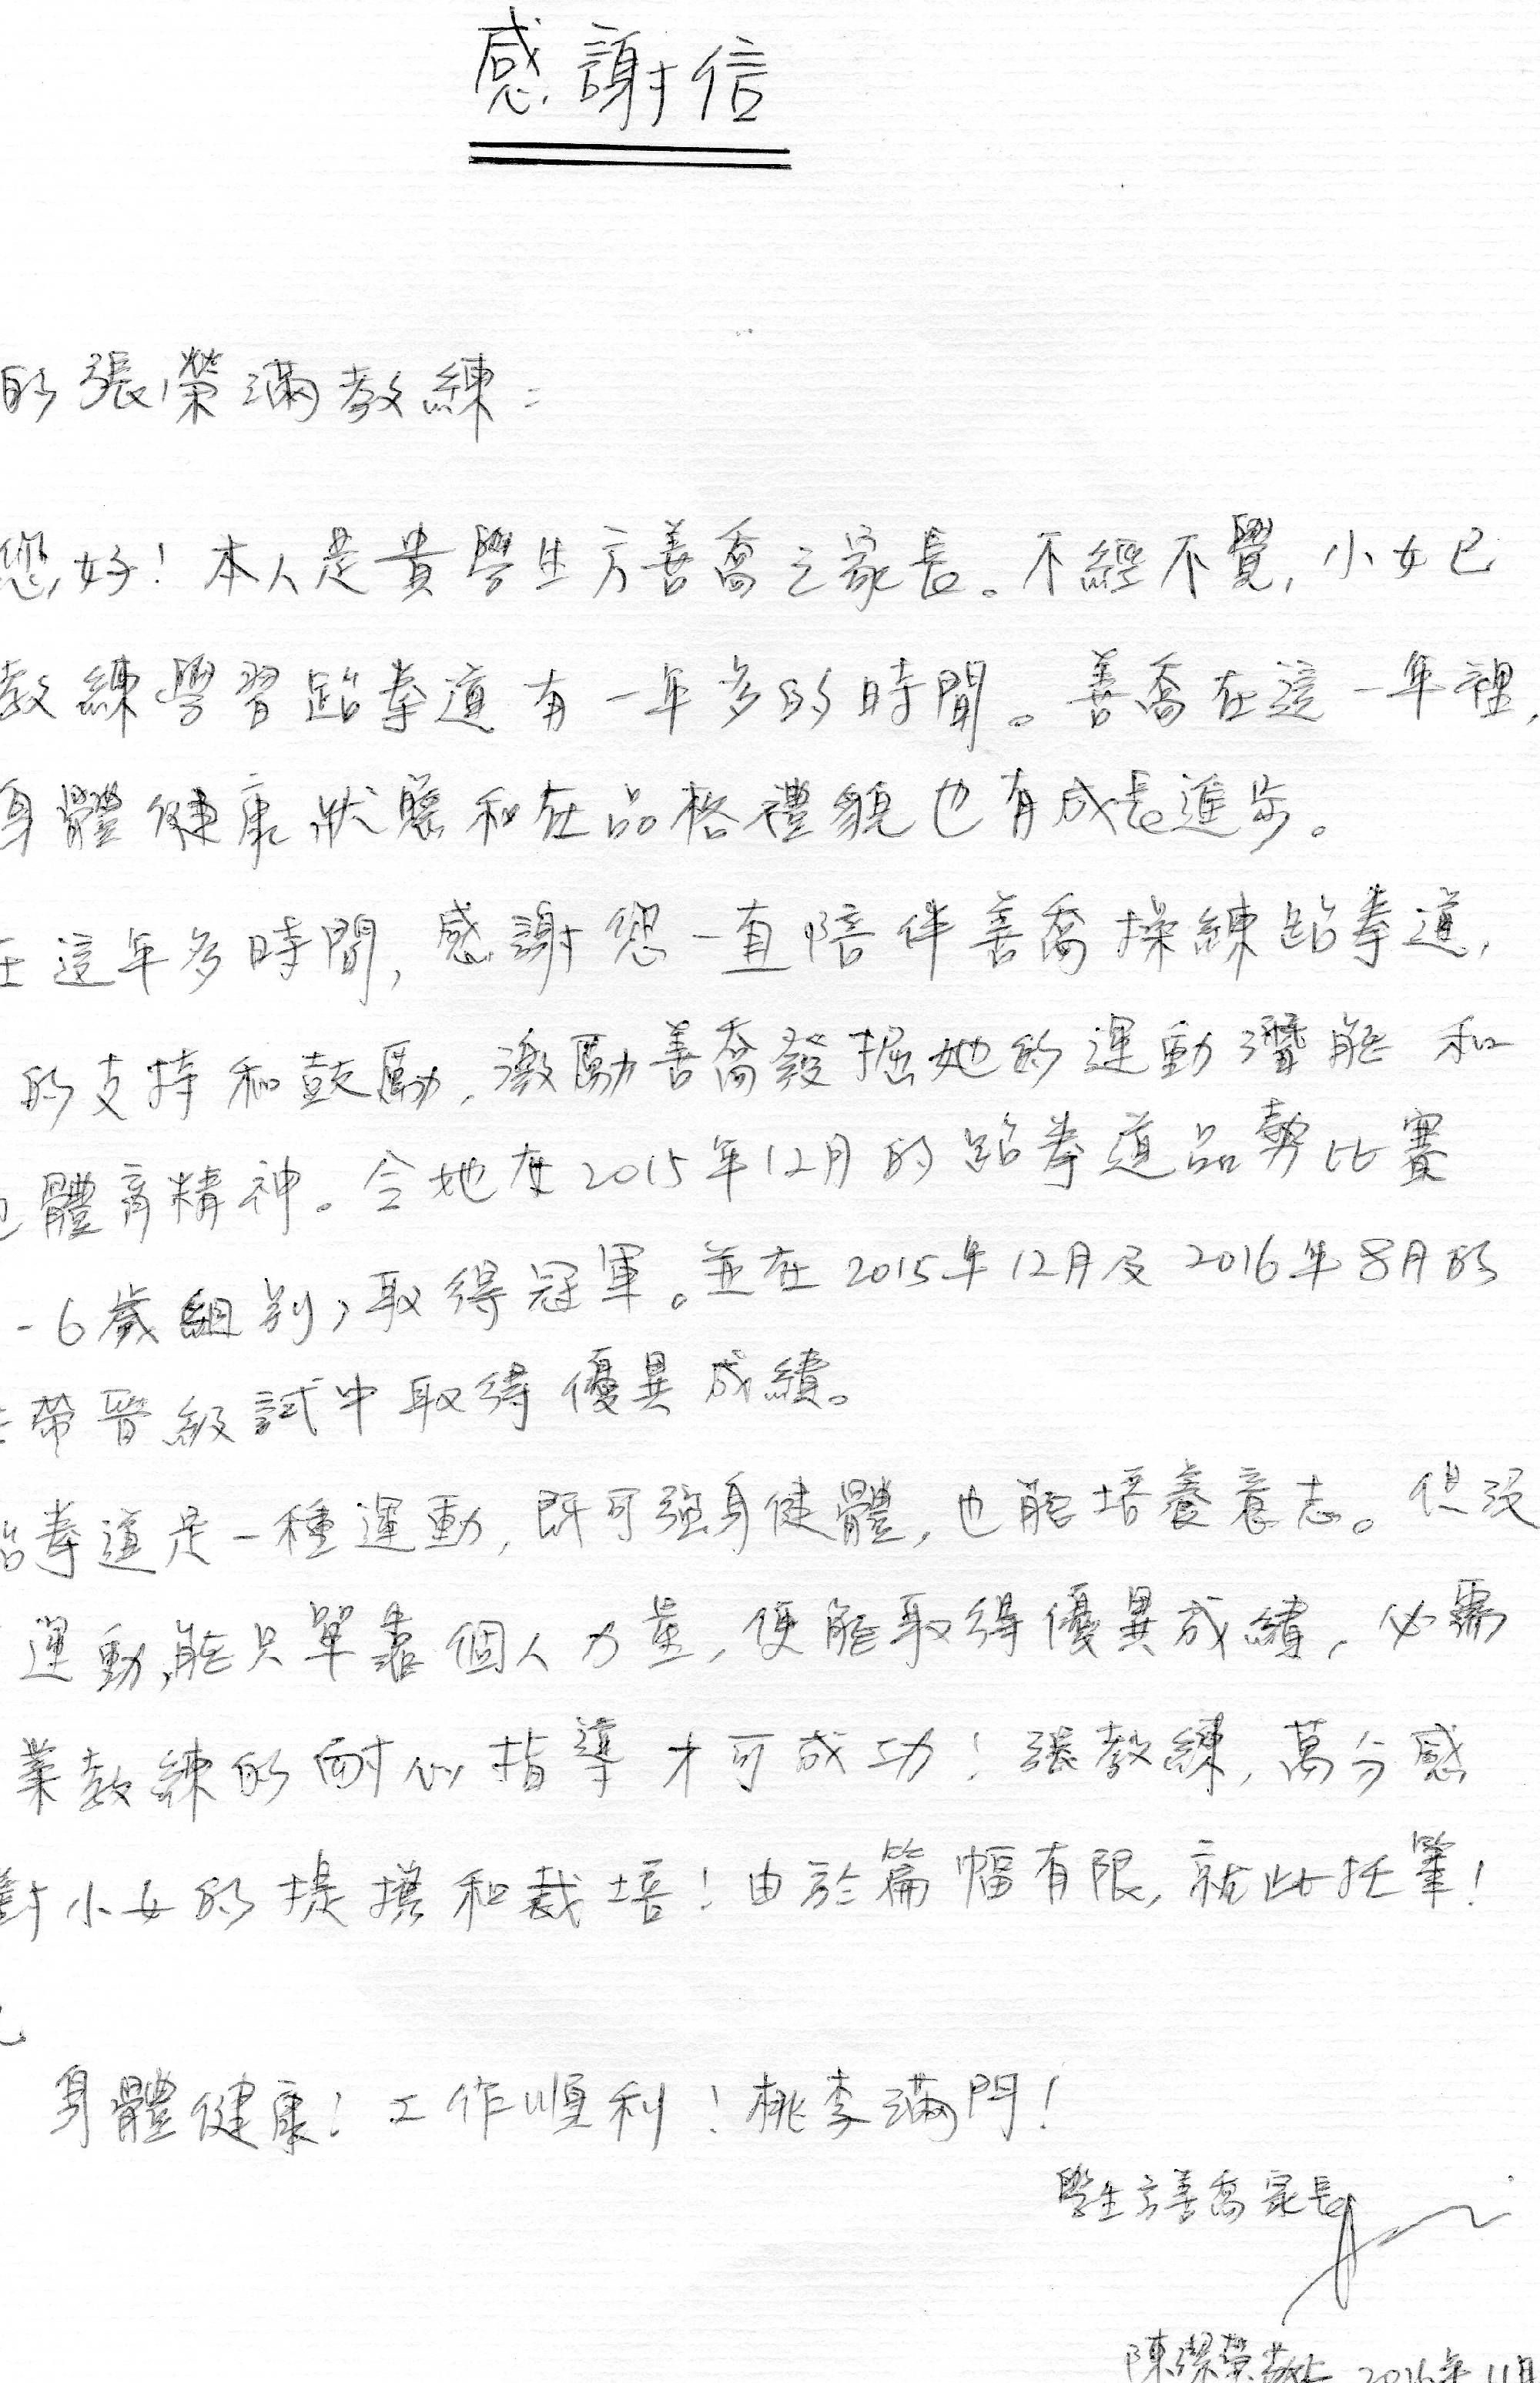 感謝信
的張榮滿教練：
您好！本人是貴學生方善喬之家長。不經不覺，小女已
教練學習跆拳道有一年多的時間。善喬在這一年裡，
身體健康狀態和在品格禮貌也有成長進步。
在這年多時間，感謝您一直陪伴善喬操練跆拳道，
的支持和鼓勵，激勵善喬發掘她的運動潛能和
體育精神。令她在2015年12月的跆拳道品勢比賽
-6歲組別，取得冠軍。並在2015年12月及2016年8月的
帶晉級試中取得優異成績。
跆拳道是一種運動，既可強身健體，也能培養意志。但沒
運動，能只單靠個人力量，便能取得優異成績，必需
業教練的耐心指導才可成功！張教練，萬分感
對小女的提攜和栽培！由於篇幅有限，就此托筆！
身體健康！工作順利！桃李滿門！
學生方善喬家長
陳潔榮敬上 2016年11月